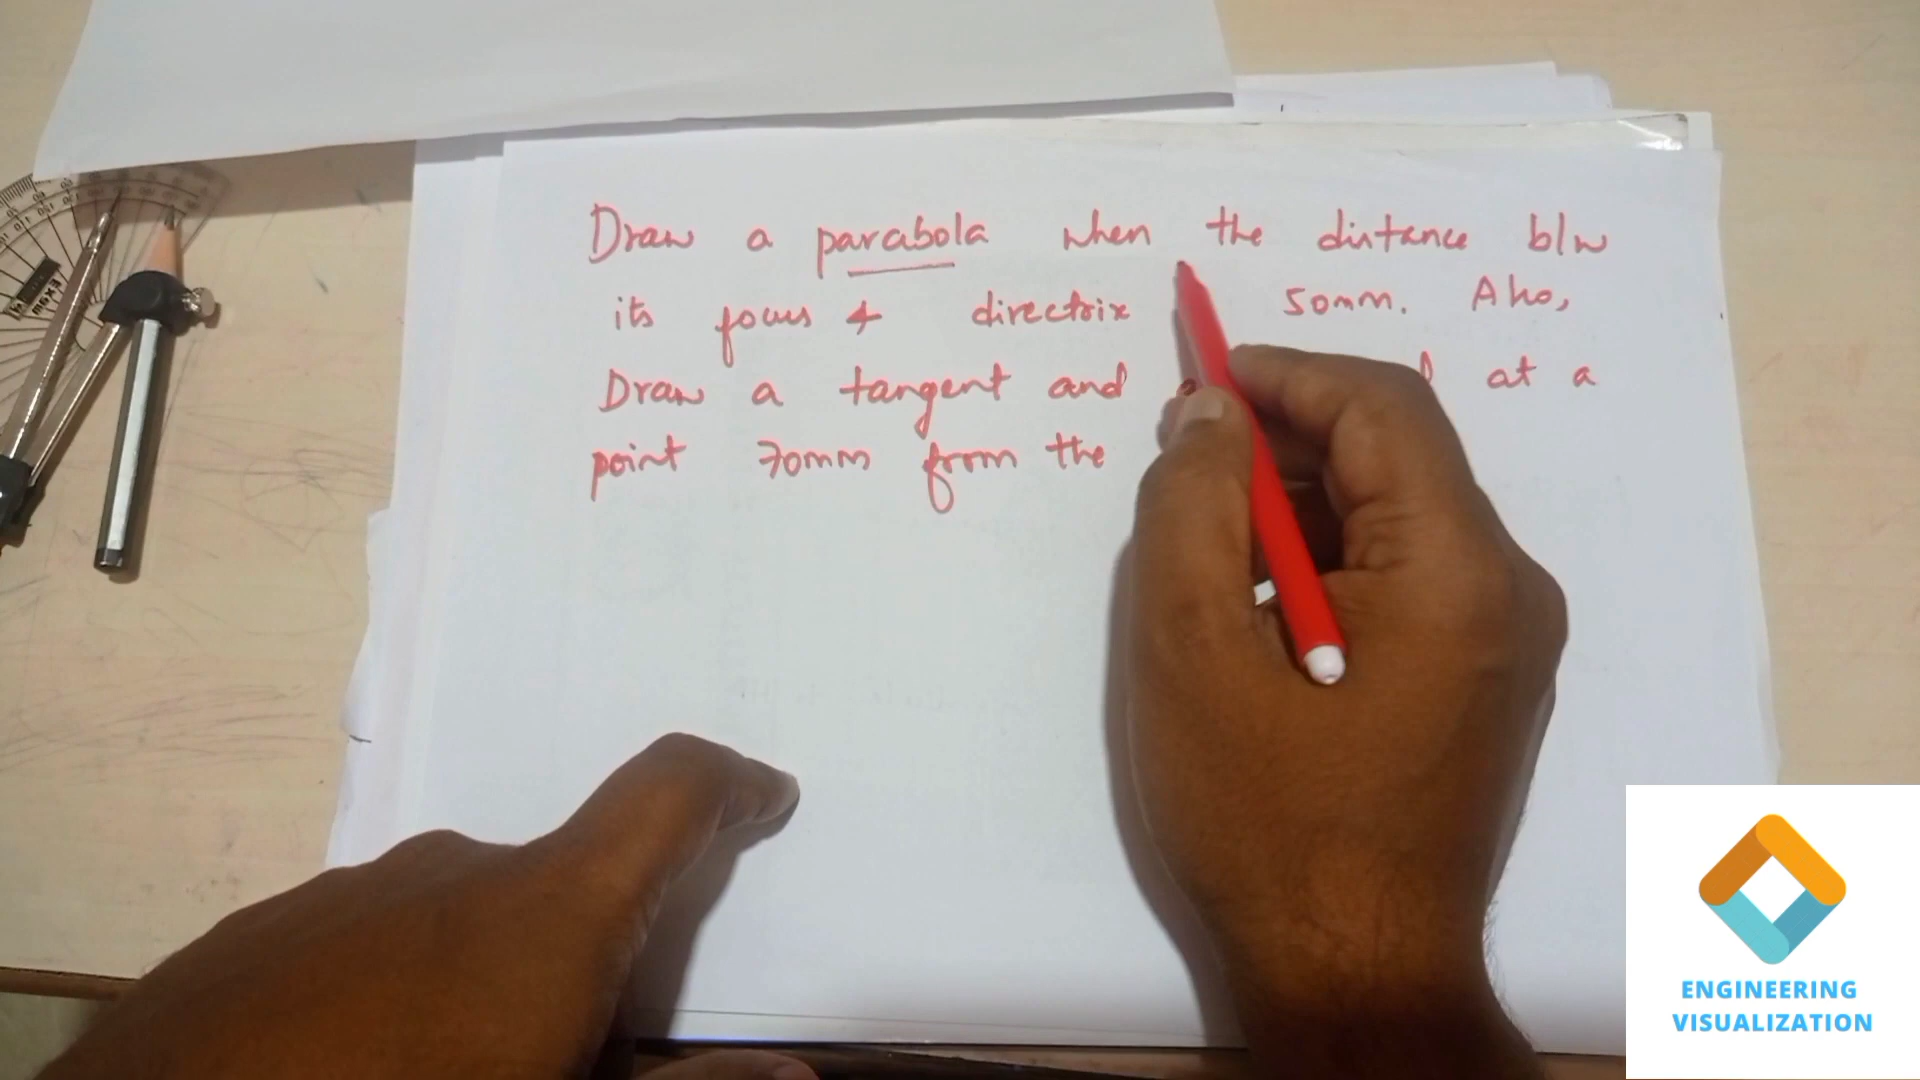 Draw a parabola when the distance b/w
its focus & directrix 50mm. Also,
Draw a tangent and at a
point 70mm from the
ENGINEERING
VISUALIZATION